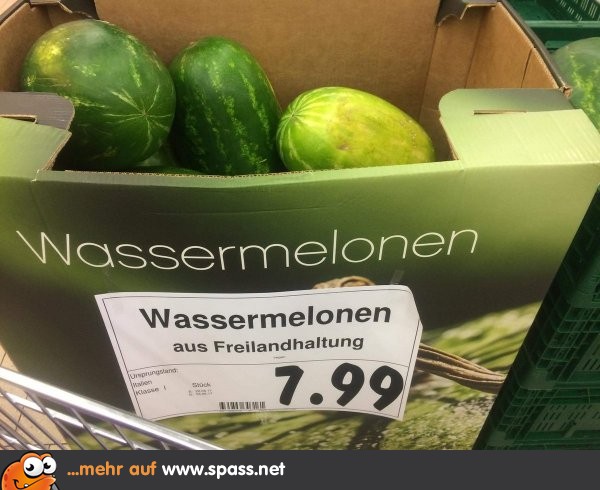 Wassermelonen
Wassermelonen
aus Freilandhaltung
Ursprungsland:
Italien
Klasse I
Stück
7.99
...mehr auf www.spass.net